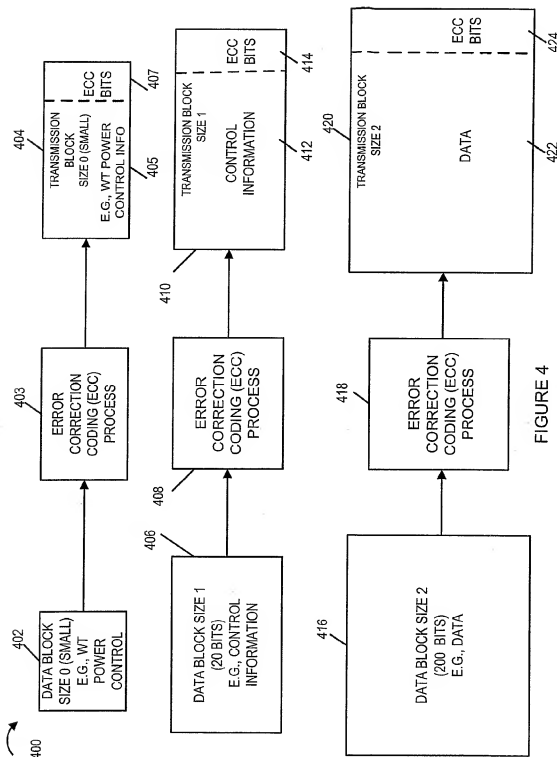 400
402
DATA BLOCK
SIZE 0 (SMALL)
E.G., WT
POWER
CONTROL
403
ERROR
CORRECTION
CODING (ECC)
PROCESS
404
TRANSMISSION
BLOCK
SIZE 0 (SMALL)
E.G., WT POWER
CONTROL INFO
405
ECC
BITS
407
406
DATA BLOCK SIZE 1
(20 BITS)
E.G., CONTROL
INFORMATION
408
ERROR
CORRECTION
CODING (ECC)
PROCESS
410
TRANSMISSION BLOCK
SIZE 1
CONTROL
INFORMATION
412
ECC
BITS
414
416
DATA BLOCK SIZE 2
(200 BITS)
E.G., DATA
418
ERROR
CORRECTION
CODING (ECC)
PROCESS
420
TRANSMISSION BLOCK
SIZE 2
DATA
422
ECC
BITS
424
FIGURE 4